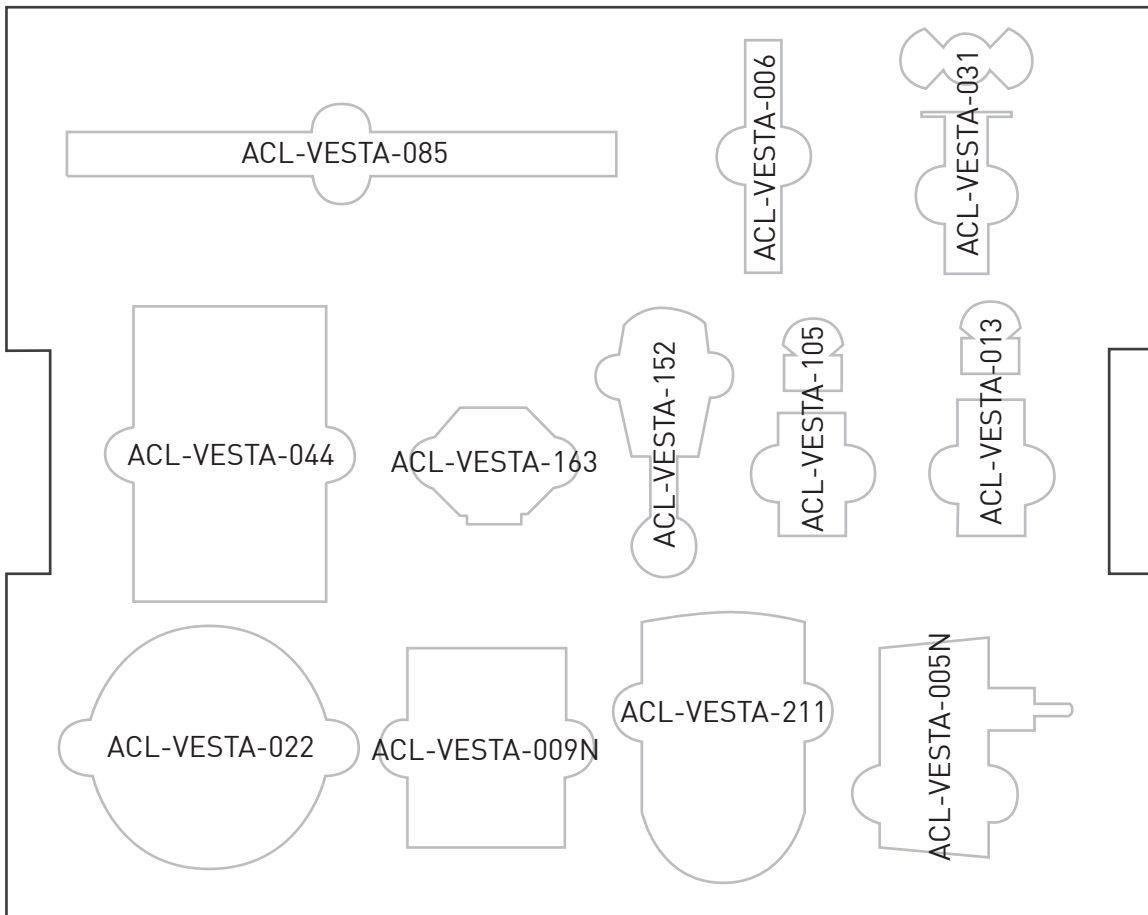 ACL-VESTA-085
ACL-VESTA-006
ACL-VESTA-031
ACL-VESTA-044
ACL-VESTA-163
ACL-VESTA-152
ACL-VESTA-105
ACL-VESTA-013
ACL-VESTA-022
ACL-VESTA-009N
ACL-VESTA-211
ACL-VESTA-005N